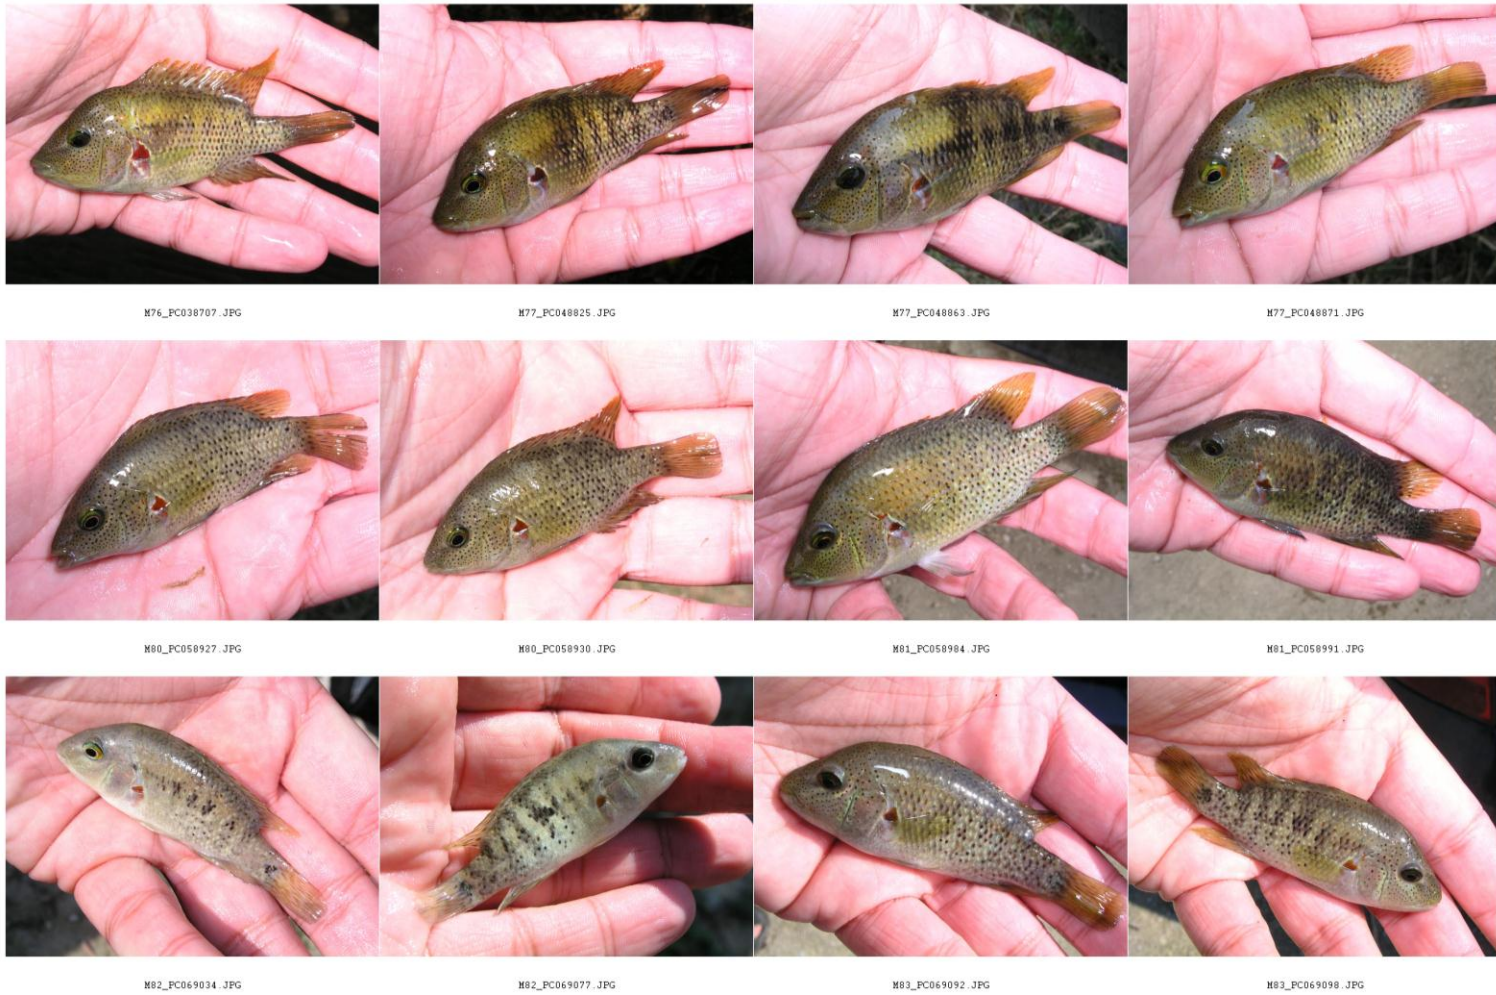 M76_PC038707.JPG
M77_PC048825.JPG
M77_PC048863.JPG
M77_PC048871.JPG
M80_PC058927.JPG
M80_PC058930.JPG
M81_PC058984.JPG
M81_PC058991.JPG
M82_PC069034.JPG
M82_PC069077.JPG
M83_PC069092.JPG
M83_PC069098.JPG